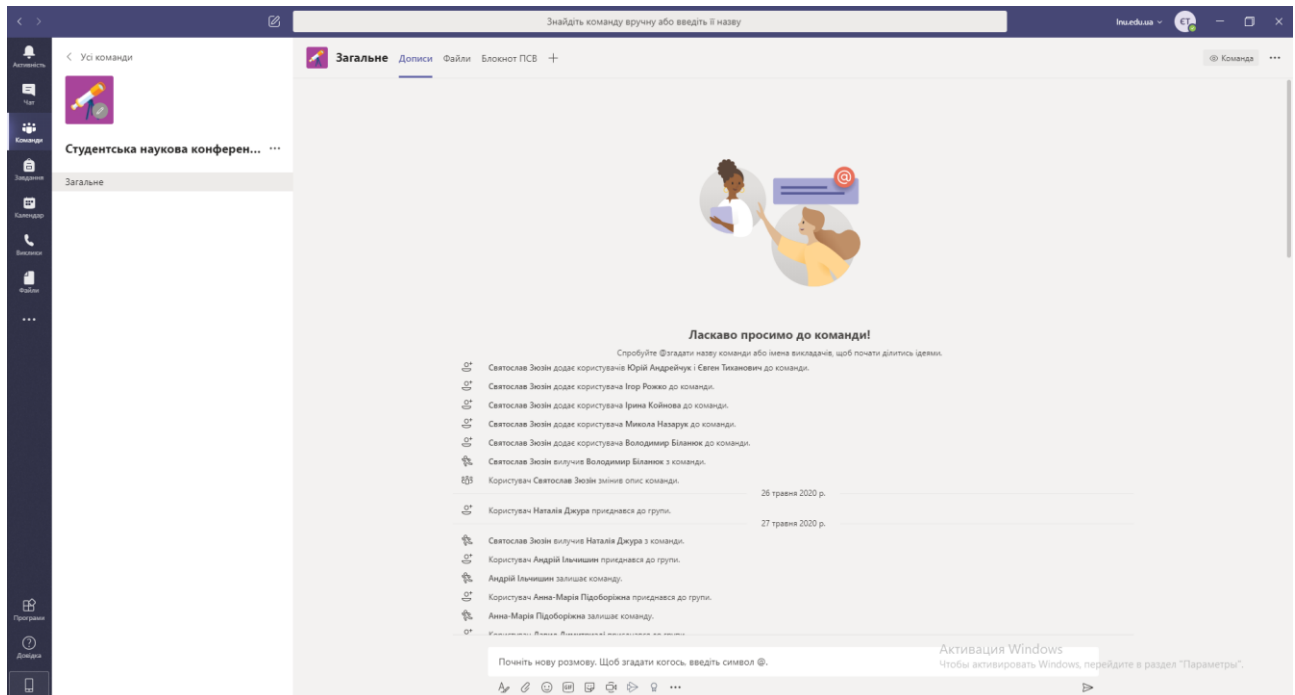 Знайдіть команду вручну або введіть її назву
lnu.edu.ua
ЄТ
Активність
Чат
Команди
Завдання
Календар
Виклики
Файли
Програми
Довідка
Усі команди
Студентська наукова конферен...
Загальне
Загальне Дописи Файли Блокнот ПСВ
Команда
@
Ласкаво просимо до команди!
Спробуйте @згадати назву команди або імена викладачів, щоб почати ділитись ідеями.
Святослав Зюзін додає користувачів Юрій Андрейчук і Євген Тиханович до команди.
Святослав Зюзін додає користувача Ігор Рожко до команди.
Святослав Зюзін додає користувача Ірина Койнова до команди.
Святослав Зюзін додає користувача Микола Назарук до команди.
Святослав Зюзін додає користувача Володимир Біланюк до команди.
Святослав Зюзін вилучив Володимир Біланюк з команди.
Користувач Святослав Зюзін змінив опис команди.
26 травня 2020 р.
Користувач Наталія Джура приєднався до групи.
27 травня 2020 р.
Святослав Зюзін вилучив Наталія Джура з команди.
Користувач Андрій Ільчишин приєднався до групи.
Андрій Ільчишин залишає команду.
Користувач Анна-Марія Підоборіжна приєднався до групи.
Анна-Марія Підоборіжна залишає команду.
Почніть нову розмову. Щоб згадати когось, введіть символ @.
GIF
Активация Windows
Чтобы активировать Windows, перейдите в раздел "Параметры".